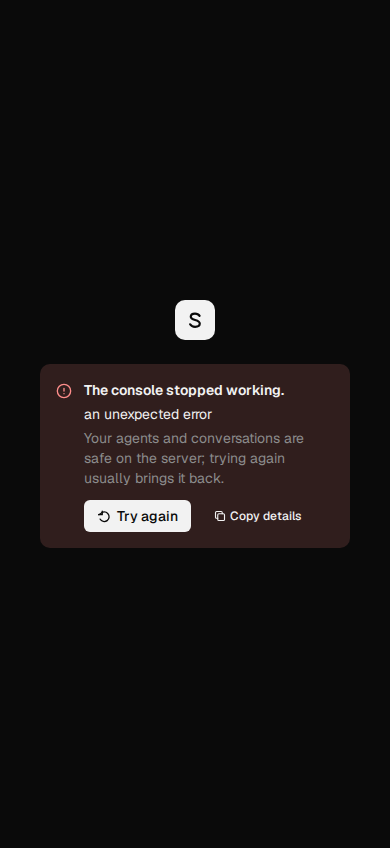 S
The console stopped working.
an unexpected error
Your agents and conversations are
safe on the server; trying again
usually brings it back.
Try again
Copy details